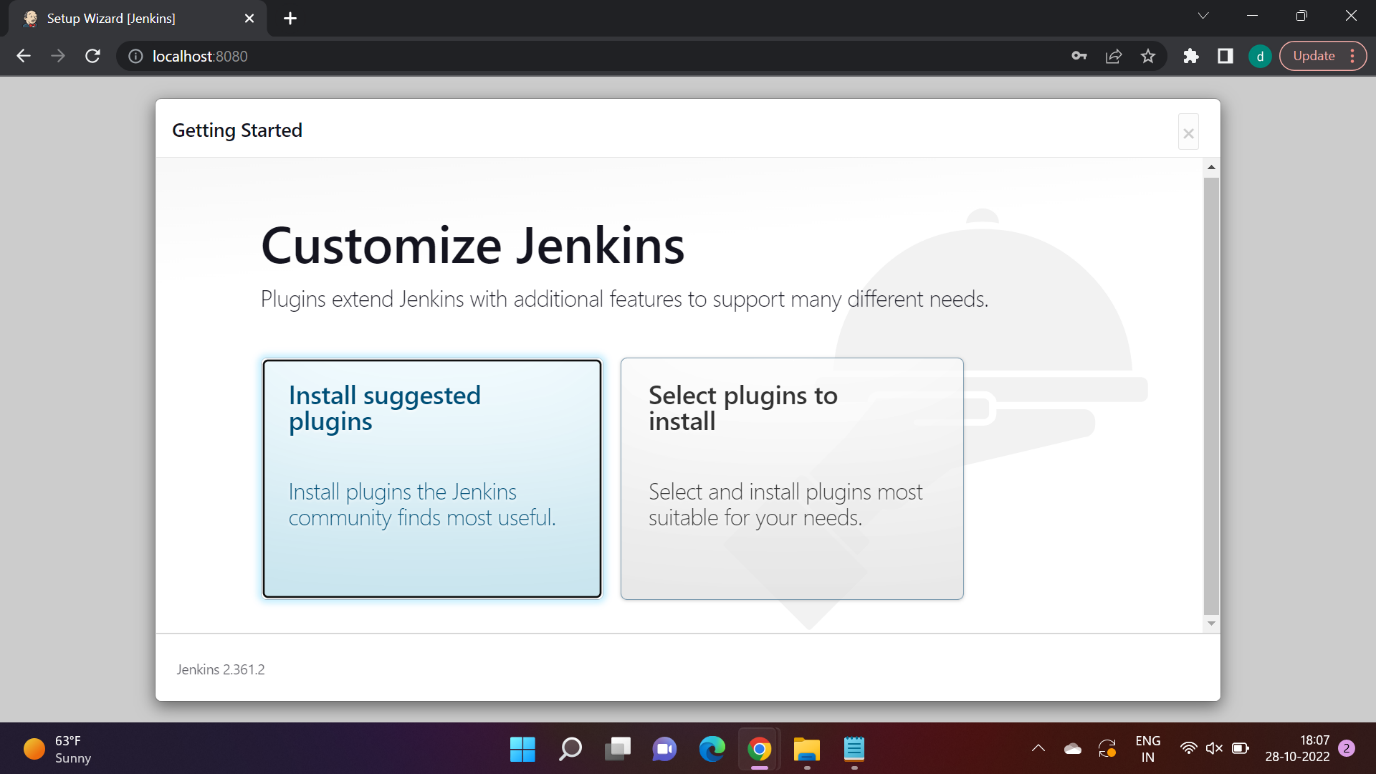 Setup Wizard [Jenkins]
localhost:8080
d
Update
Getting Started
Customize Jenkins
Plugins extend Jenkins with additional features to support many different needs.
Install suggested
plugins
Install plugins the Jenkins
community finds most useful.
Select plugins to
install
Select and install plugins most
suitable for your needs.
Jenkins 2.361.2
63°F
Sunny
ENG
IN
18:07
28-10-2022
2